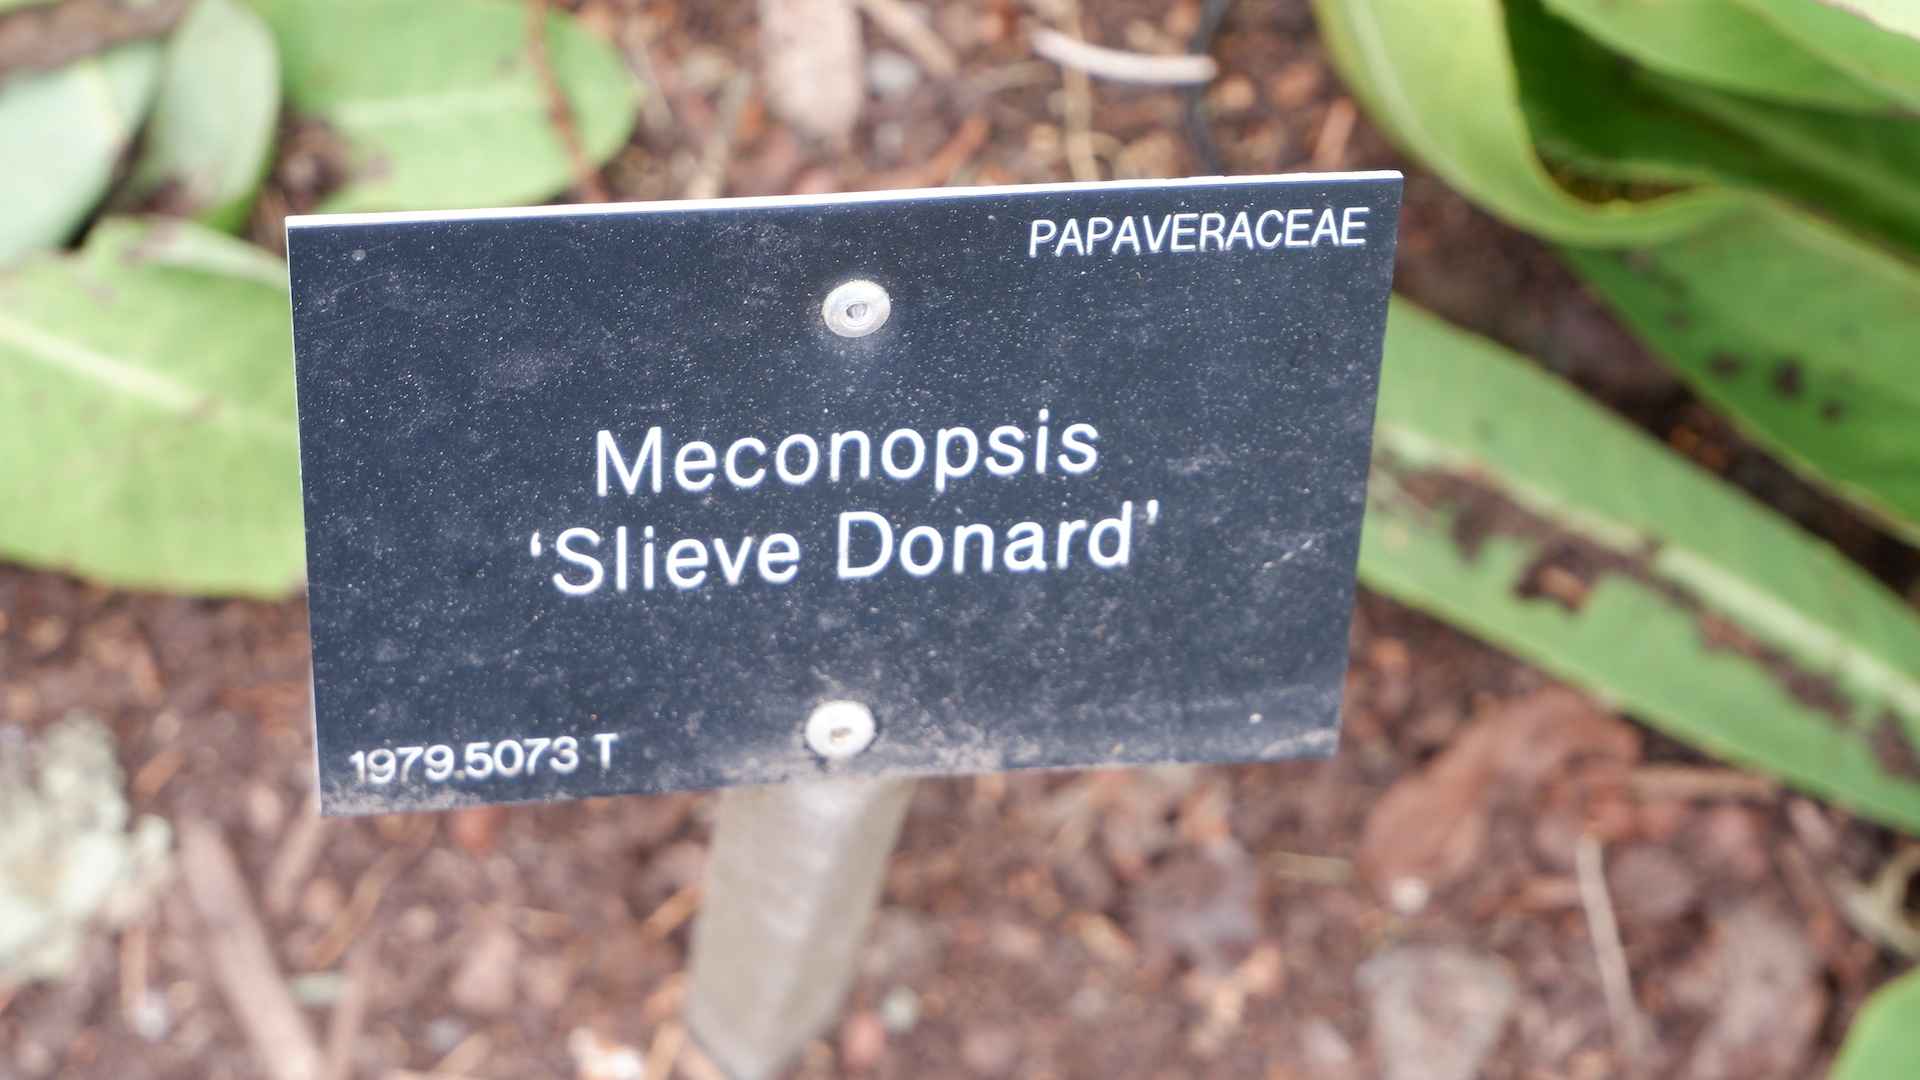 PAPAVERACEAE
Meconopsis
‘Slieve Donard’
1979.5073 T